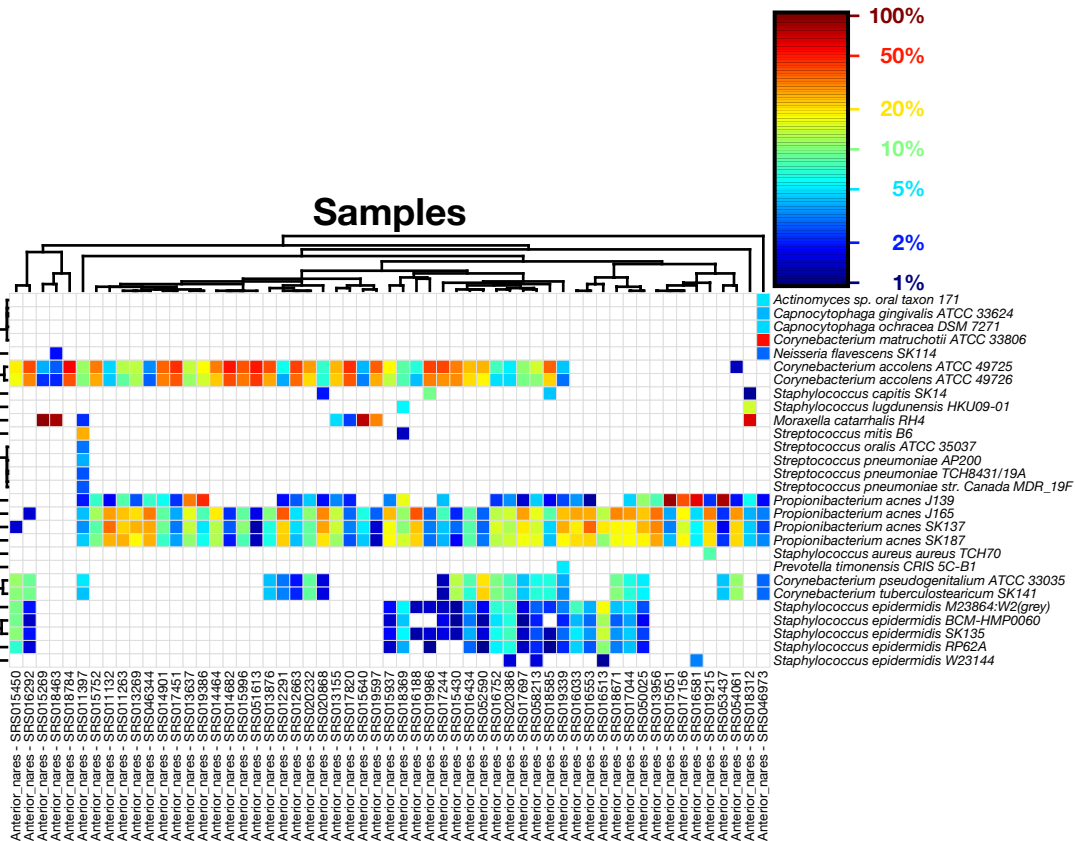 100%
50%
20%
10%
5%
2%
1%
Samples
Actinomyces sp. oral taxon 171
Capnocytophaga gingivalis ATCC 33624
Capnocytophaga ochracea DSM 7271
Corynebacterium matruchotii ATCC 33806
Neisseria flavescens SK114
Corynebacterium accolens ATCC 49725
Corynebacterium accolens ATCC 49726
Staphylococcus capitis SK14
Staphylococcus lugdunensis HKU09-01
Moraxella catarrhalis RH4
Streptococcus mitis B6
Streptococcus oralis ATCC 35037
Streptococcus pneumoniae AP200
Streptococcus pneumoniae TCH8431/19A
Streptococcus pneumoniae str. Canada MDR_19F
Propionibacterium acnes J139
Propionibacterium acnes J165
Propionibacterium acnes SK137
Propionibacterium acnes SK187
Staphylococcus aureus aureus TCH70
Prevotella timonensis CRIS 5C-B1
Corynebacterium pseudogenitalium ATCC 33035
Corynebacterium tuberculostearicum SK141
Staphylococcus epidermidis M23864:W2(grey)
Staphylococcus epidermidis BCM-HMP0060
Staphylococcus epidermidis SK135
Staphylococcus epidermidis RP62A
Staphylococcus epidermidis W23144
Anterior_nares - SRS015450
Anterior_nares - SRS016292
Anterior_nares - SRS015269
Anterior_nares - SRS018463
Anterior_nares - SRS018784
Anterior_nares - SRS011397
Anterior_nares - SRS015752
Anterior_nares - SRS011132
Anterior_nares - SRS011263
Anterior_nares - SRS013269
Anterior_nares - SRS046344
Anterior_nares - SRS014901
Anterior_nares - SRS017451
Anterior_nares - SRS013637
Anterior_nares - SRS019386
Anterior_nares - SRS014464
Anterior_nares - SRS014682
Anterior_nares - SRS015996
Anterior_nares - SRS051613
Anterior_nares - SRS013876
Anterior_nares - SRS012291
Anterior_nares - SRS012663
Anterior_nares - SRS020232
Anterior_nares - SRS020868
Anterior_nares - SRS013155
Anterior_nares - SRS017820
Anterior_nares - SRS015640
Anterior_nares - SRS019597
Anterior_nares - SRS015937
Anterior_nares - SRS018369
Anterior_nares - SRS016188
Anterior_nares - SRS019986
Anterior_nares - SRS017244
Anterior_nares - SRS015430
Anterior_nares - SRS016434
Anterior_nares - SRS052590
Anterior_nares - SRS016752
Anterior_nares - SRS020386
Anterior_nares - SRS017697
Anterior_nares - SRS058213
Anterior_nares - SRS018585
Anterior_nares - SRS019339
Anterior_nares - SRS016033
Anterior_nares - SRS016553
Anterior_nares - SRS016513
Anterior_nares - SRS018671
Anterior_nares - SRS017044
Anterior_nares - SRS050025
Anterior_nares - SRS013956
Anterior_nares - SRS015051
Anterior_nares - SRS017156
Anterior_nares - SRS016581
Anterior_nares - SRS019215
Anterior_nares - SRS053437
Anterior_nares - SRS054061
Anterior_nares - SRS018312
Anterior_nares -